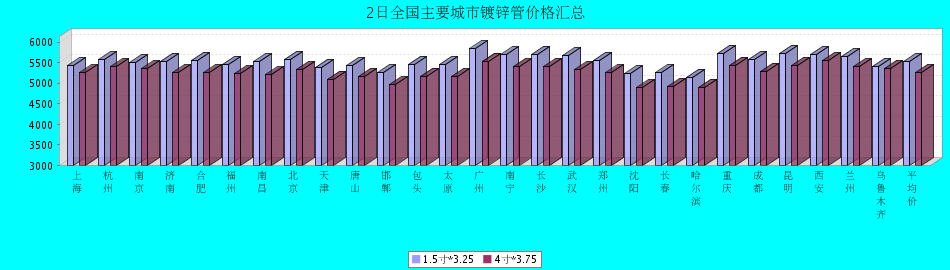 2日全国主要城市镀锌管价格汇总
6000
5500
5000
4500
4000
3500
3000
上海 杭州 南京 济南 合肥 福州 南昌 北京 天津 唐山 邯郸 包头 太原 广州 南宁 长沙 武汉 郑州 沈阳 长春 哈尔滨 重庆 成都 昆明 西安 兰州 乌鲁木齐 平均价
1.5寸*3.25 4寸*3.75